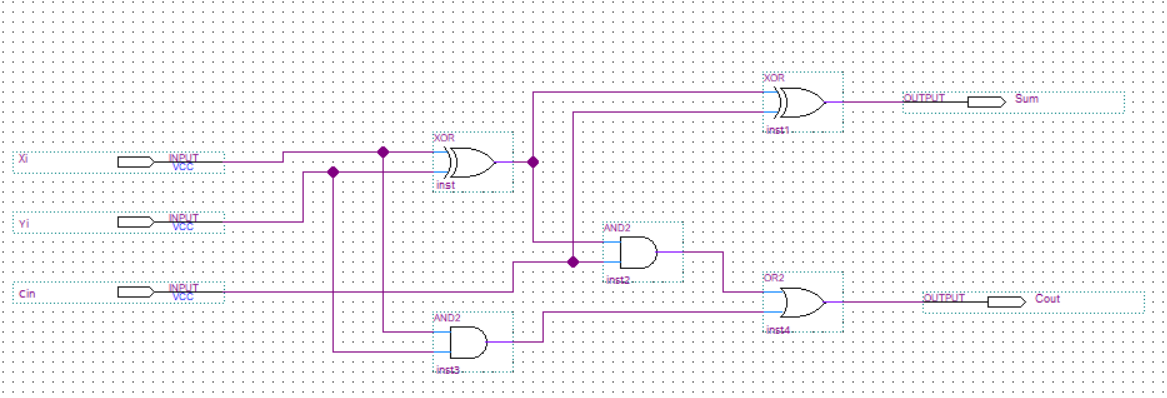 XOR
inst1
OUTPUT
Sum
XOR
inst
Xi
INPUT
VCC
Yi
INPUT
VCC
AND2
inst2
Cin
INPUT
VCC
OR2
inst4
OUTPUT
Cout
AND2
inst3